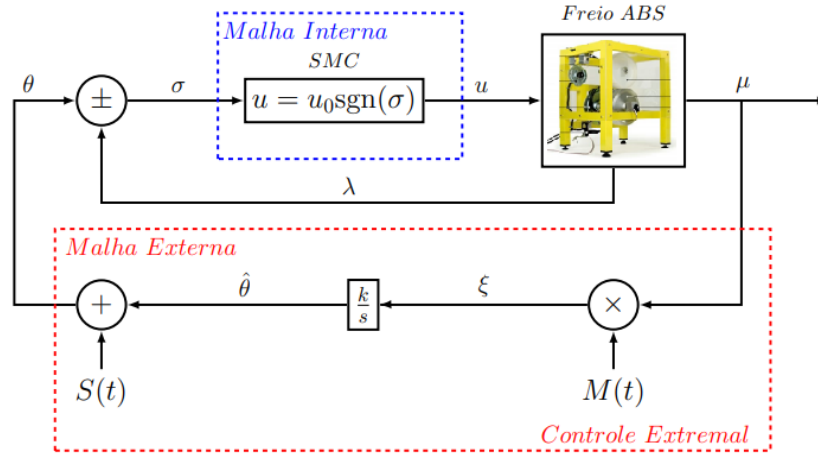 Freio ABS
Malha Interna
SMC
θ
±
σ
u = u₀sgn(σ)
u
μ
λ
Malha Externa
+
θ̂
k/s
ξ
×
S(t)
M(t)
Controle Extremal